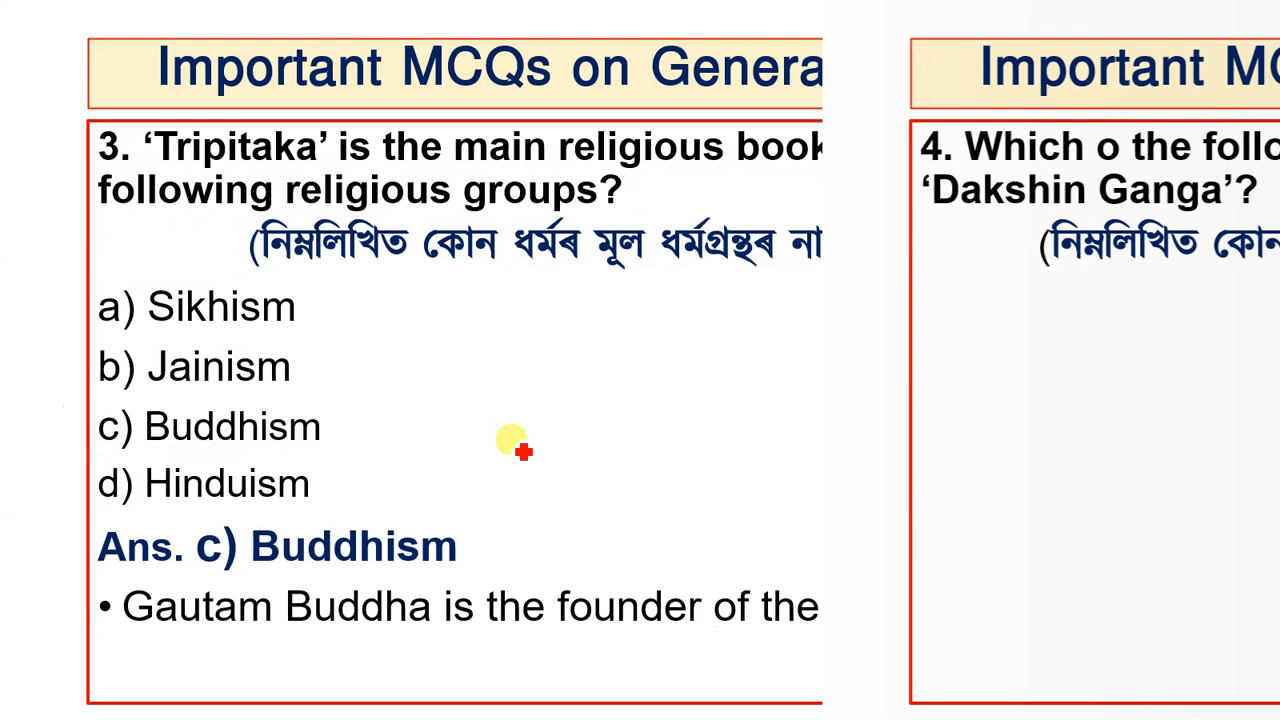 Important MCQs on Genera
3. ‘Tripitaka’ is the main religious book
following religious groups?
(নিম্নলিখিত কোন ধৰ্মৰ মূল ধৰ্মগ্ৰন্থৰ না
a) Sikhism
b) Jainism
c) Buddhism
d) Hinduism
Ans. c) Buddhism
• Gautam Buddha is the founder of the
Important MC
4. Which o the follo
‘Dakshin Ganga’?
(নিম্নলিখিত কোন